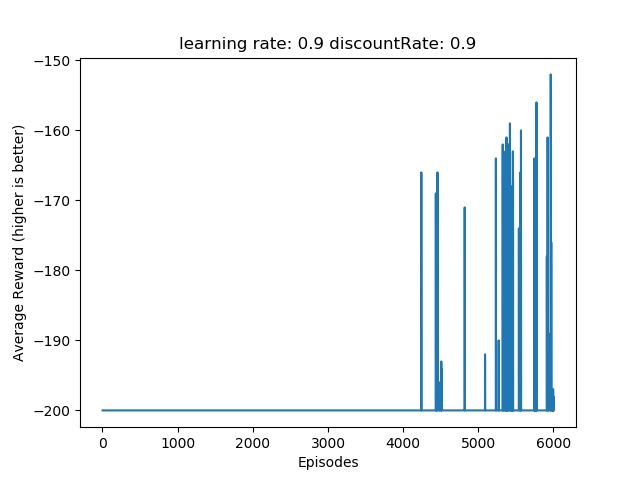 learning rate: 0.9 discountRate: 0.9
−150
−160
−170
−180
−190
−200
Average Reward (higher is better)
0 1000 2000 3000 4000 5000 6000
Episodes